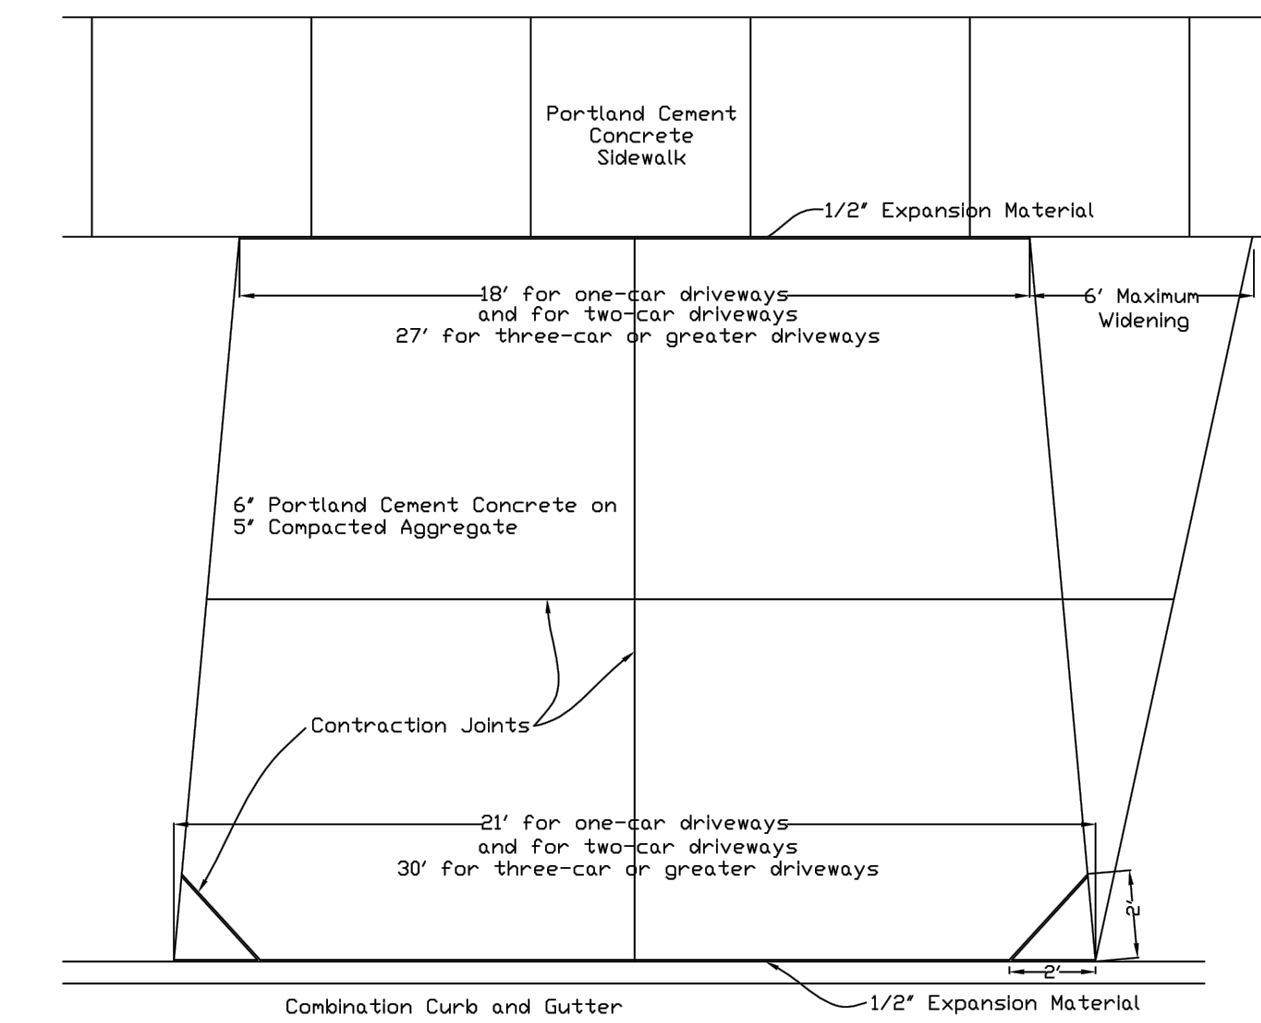 Portland Cement
Concrete
Sidewalk
1/2" Expansion Material
18' for one-car driveways
and for two-car driveways
27' for three-car or greater driveways
6' Maximum
Widening
6" Portland Cement Concrete on
5" Compacted Aggregate
Contraction Joints
21' for one-car driveways
and for two-car driveways
30' for three-car or greater driveways
2'
2'
1/2" Expansion Material
Combination Curb and Gutter